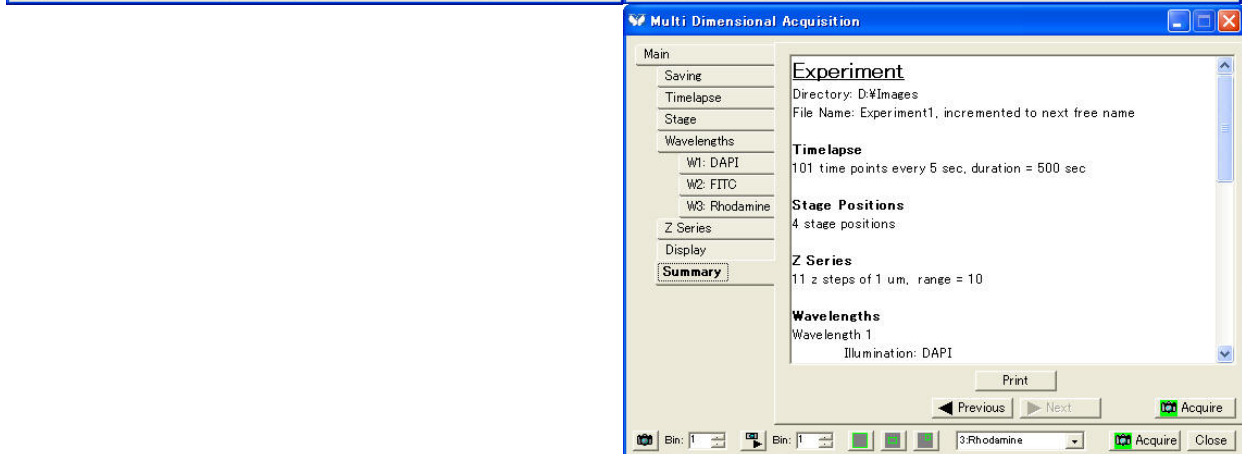 Multi Dimensional Acquisition
Main
Saving
Timelapse
Stage
Wavelengths
W1: DAPI
W2: FITC
W3: Rhodamine
Z Series
Display
Summary
Experiment
Directory: D:¥Images
File Name: Experiment1, incremented to next free name
Timelapse
101 time points every 5 sec, duration = 500 sec
Stage Positions
4 stage positions
Z Series
11 z steps of 1 um, range = 10
Wavelengths
Wavelength 1
Illumination: DAPI
Print
Previous Next Acquire
Bin: 1 Bin: 1 3:Rhodamine Acquire Close